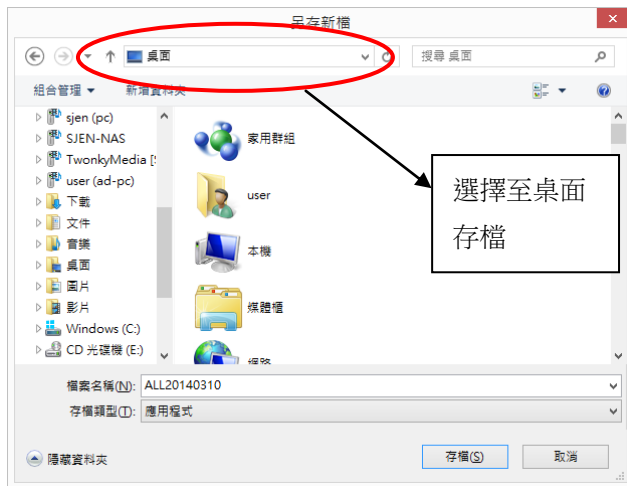 另存新檔
桌面
搜尋 桌面
組合管理
新增資料夾
sjen (pc)
SJEN-NAS
TwonkyMedia [
user (ad-pc)
下載
文件
音樂
桌面
圖片
影片
Windows (C:)
CD 光碟機 (E:)
家用群組
user
本機
媒體櫃
網路
選擇至桌面
存檔
檔案名稱(N): ALL20140310
存檔類型(T): 應用程式
隱藏資料夾
存檔(S)
取消